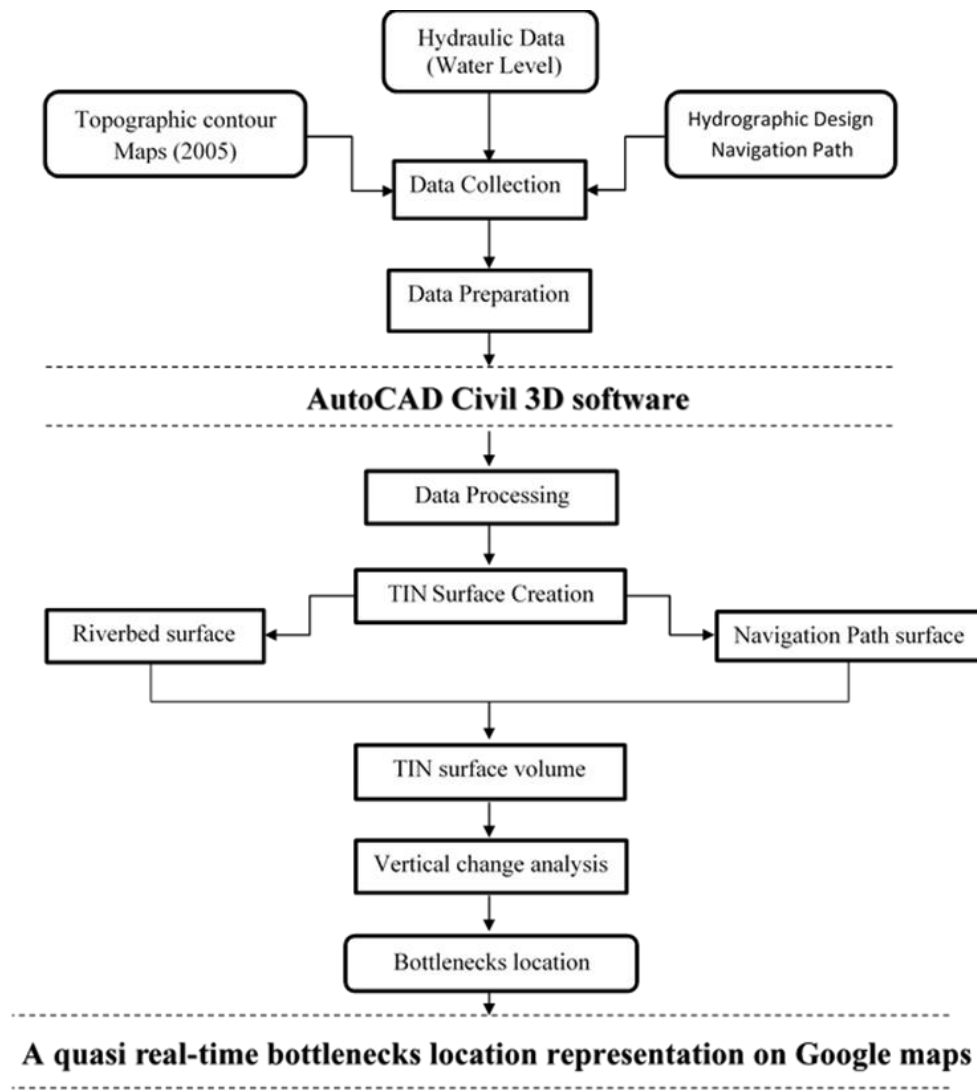 Hydraulic Data
(Water Level)
Topographic contour
Maps (2005)
Hydrographic Design
Navigation Path
Data Collection
Data Preparation
AutoCAD Civil 3D software
Data Processing
TIN Surface Creation
Riverbed surface
Navigation Path surface
TIN surface volume
Vertical change analysis
Bottlenecks location
A quasi real-time bottlenecks location representation on Google maps